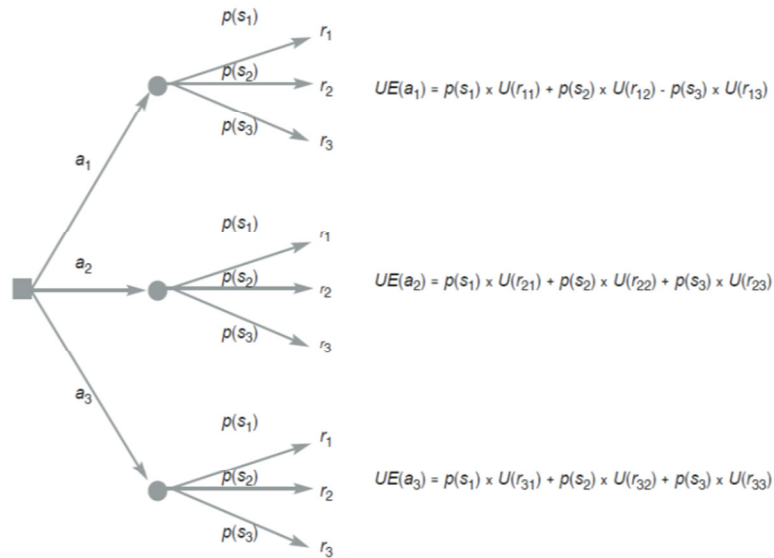 p(s₁)
r₁
p(s₂)
r₂
UE(a₁) = p(s₁) x U(r₁₁) + p(s₂) x U(r₁₂) - p(s₃) x U(r₁₃)
p(s₃)
r₃
a₁
p(s₁)
r₁
a₂
p(s₂)
r₂
UE(a₂) = p(s₁) x U(r₂₁) + p(s₂) x U(r₂₂) + p(s₃) x U(r₂₃)
p(s₃)
r₃
a₃
p(s₁)
r₁
p(s₂)
r₂
UE(a₃) = p(s₁) x U(r₃₁) + p(s₂) x U(r₃₂) + p(s₃) x U(r₃₃)
p(s₃)
r₃